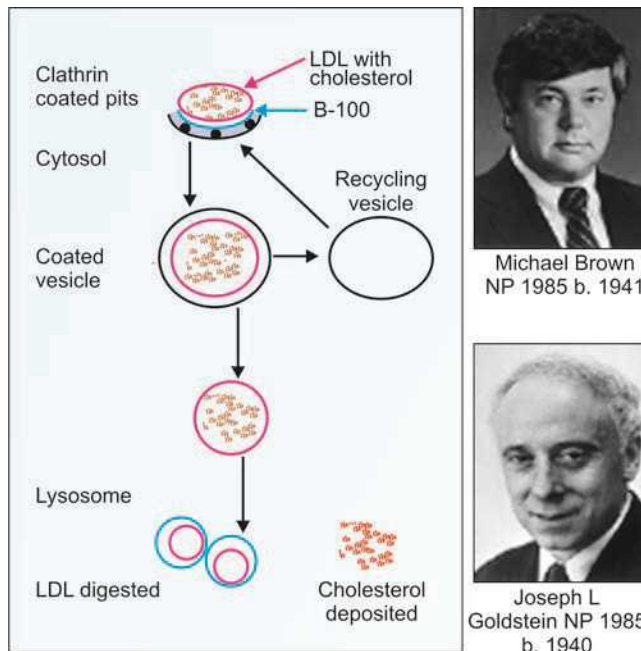 Clathrin
coated pits
LDL with
cholesterol
B-100
Cytosol
Recycling
vesicle
Coated
vesicle
Lysosome
LDL digested
Cholesterol
deposited
Michael Brown
NP 1985 b. 1941
Joseph L
Goldstein NP 1985
b. 1940